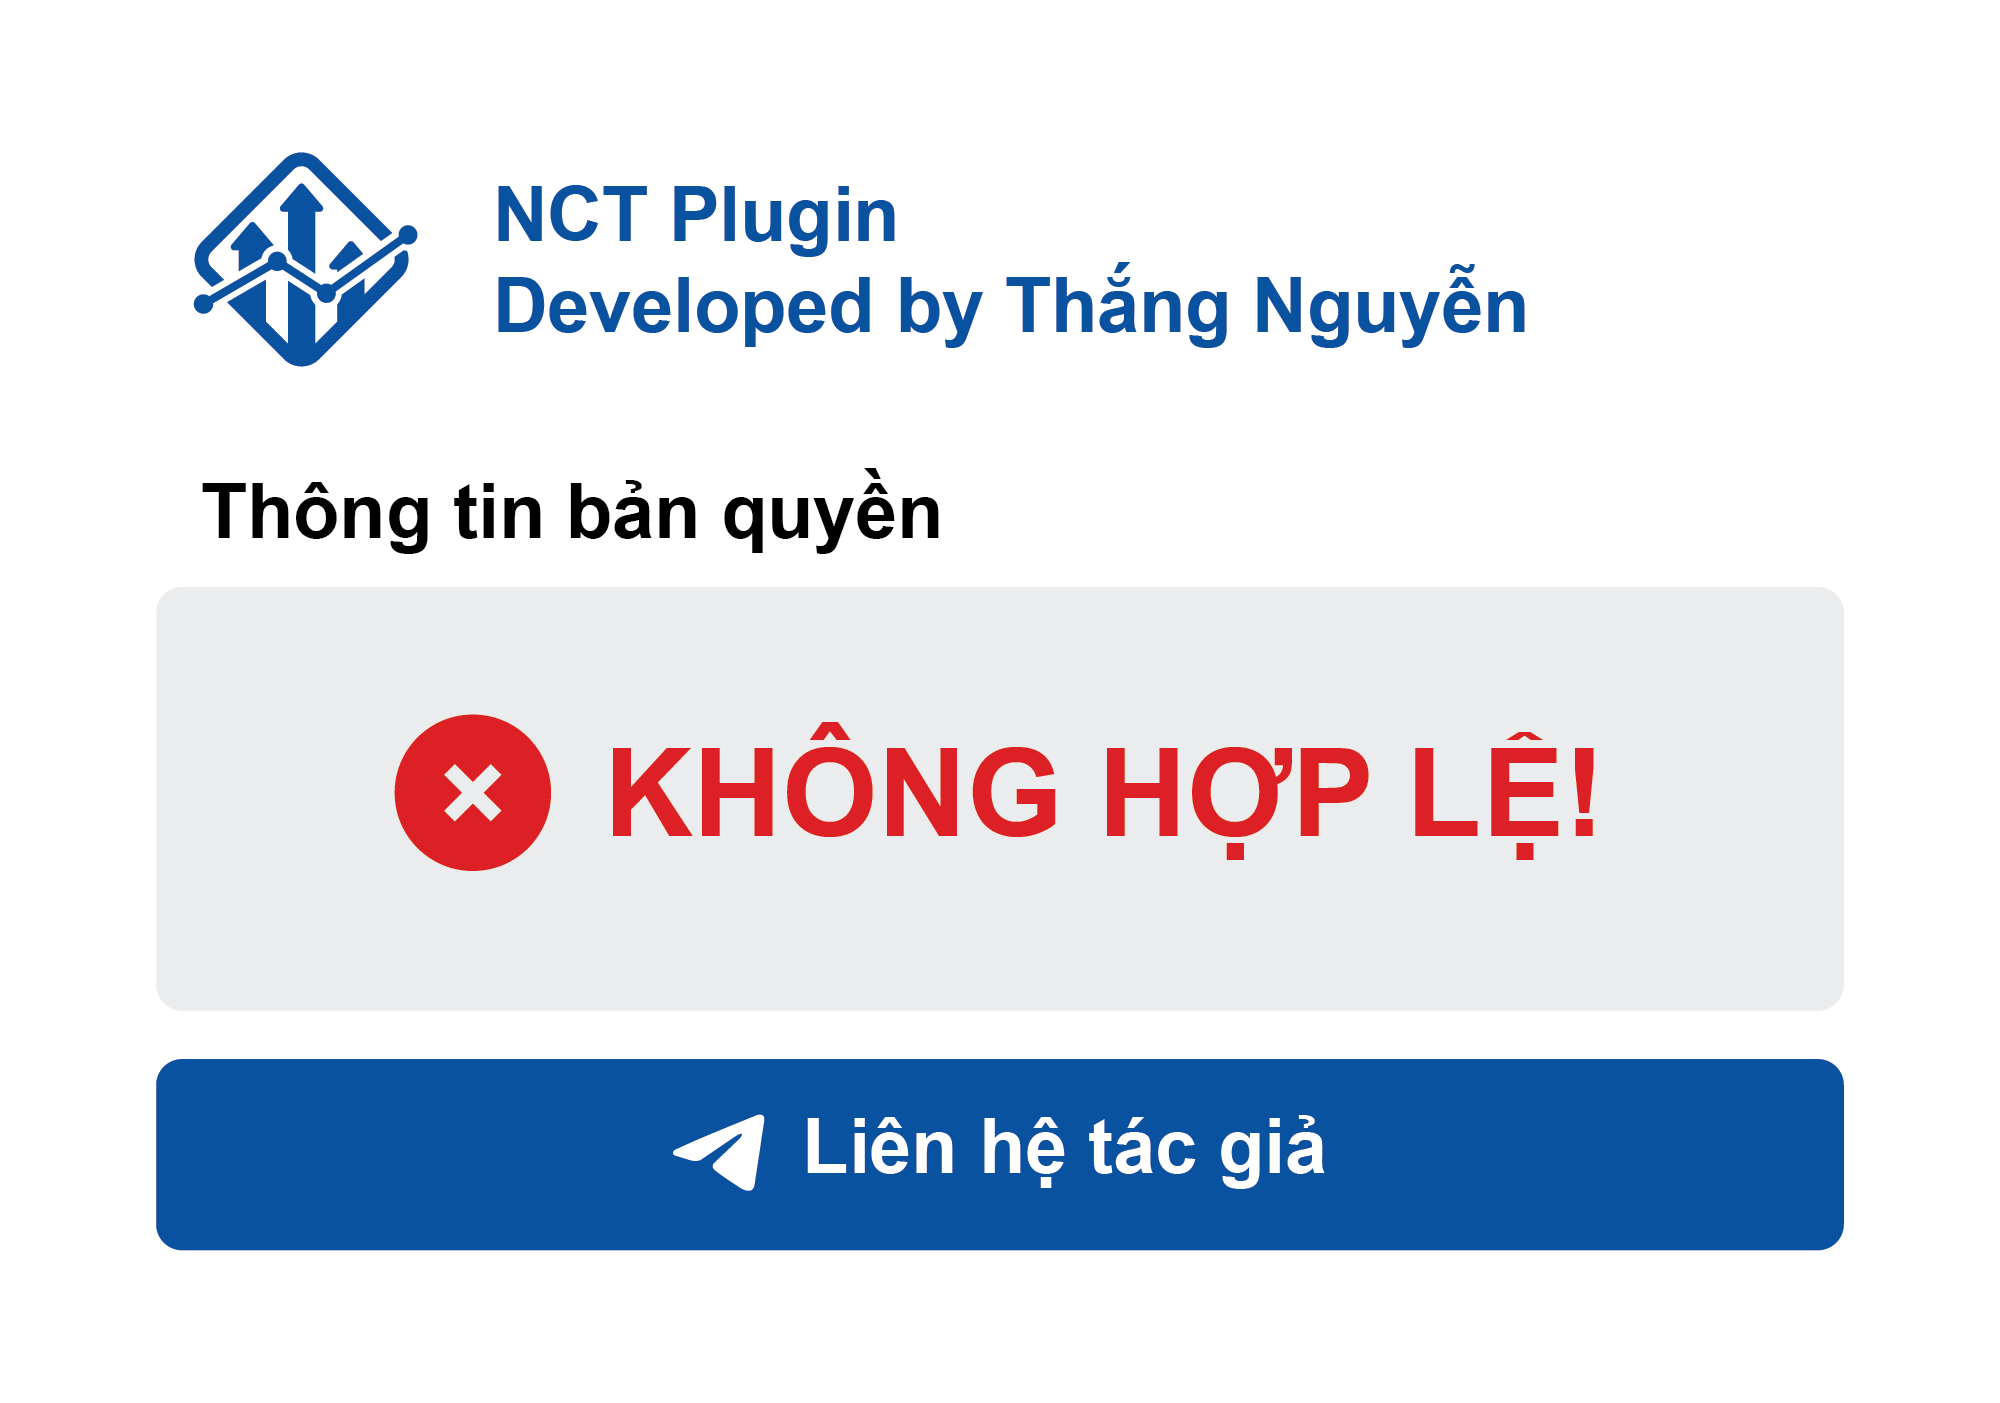 NCT Plugin
Developed by Thắng Nguyễn
Thông tin bản quyền
KHÔNG HỢP LỆ!
Liên hệ tác giả